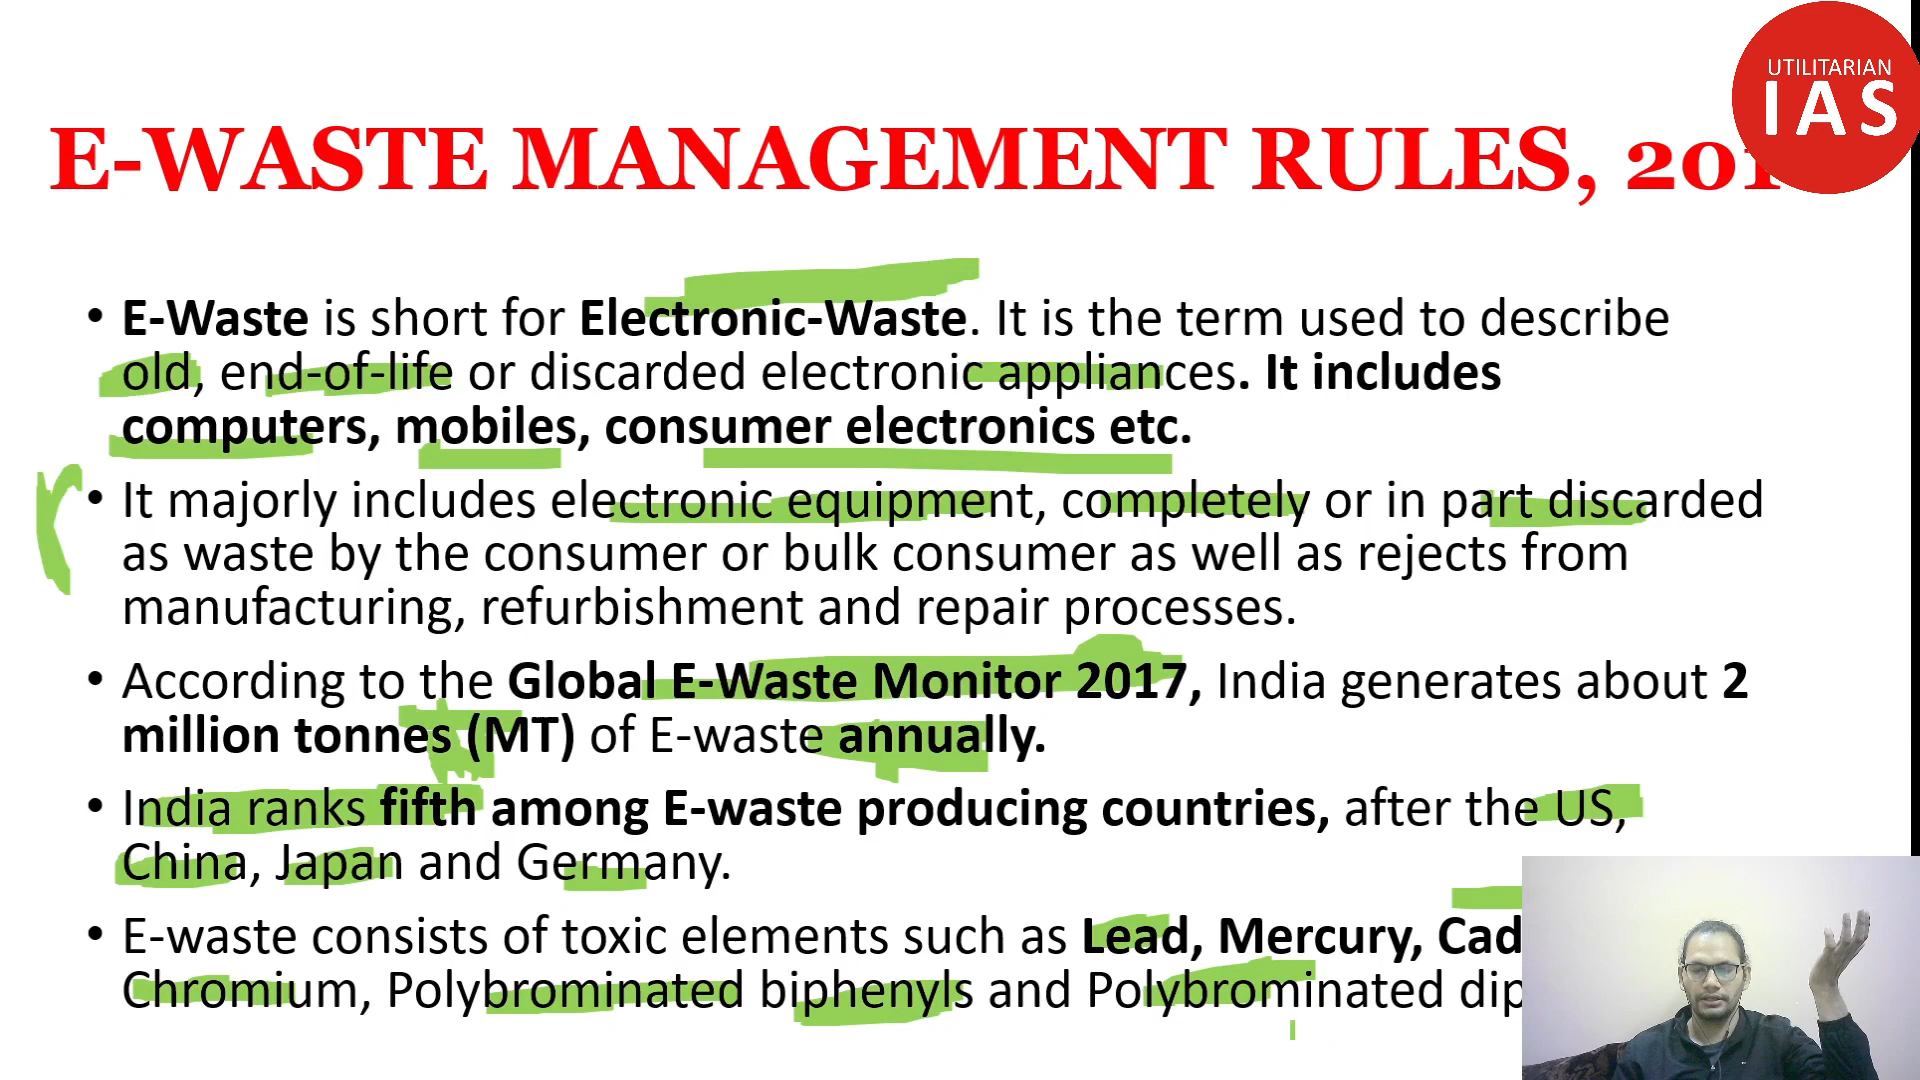 UTILITARIAN
IAS
E-WASTE MANAGEMENT RULES, 201
• E-Waste is short for Electronic-Waste. It is the term used to describe
old, end-of-life or discarded electronic appliances. It includes
computers, mobiles, consumer electronics etc.
• It majorly includes electronic equipment, completely or in part discarded
as waste by the consumer or bulk consumer as well as rejects from
manufacturing, refurbishment and repair processes.
• According to the Global E-Waste Monitor 2017, India generates about 2
million tonnes (MT) of E-waste annually.
• India ranks fifth among E-waste producing countries, after the US,
China, Japan and Germany.
• E-waste consists of toxic elements such as Lead, Mercury, Cad
Chromium, Polybrominated biphenyls and Polybrominated dip